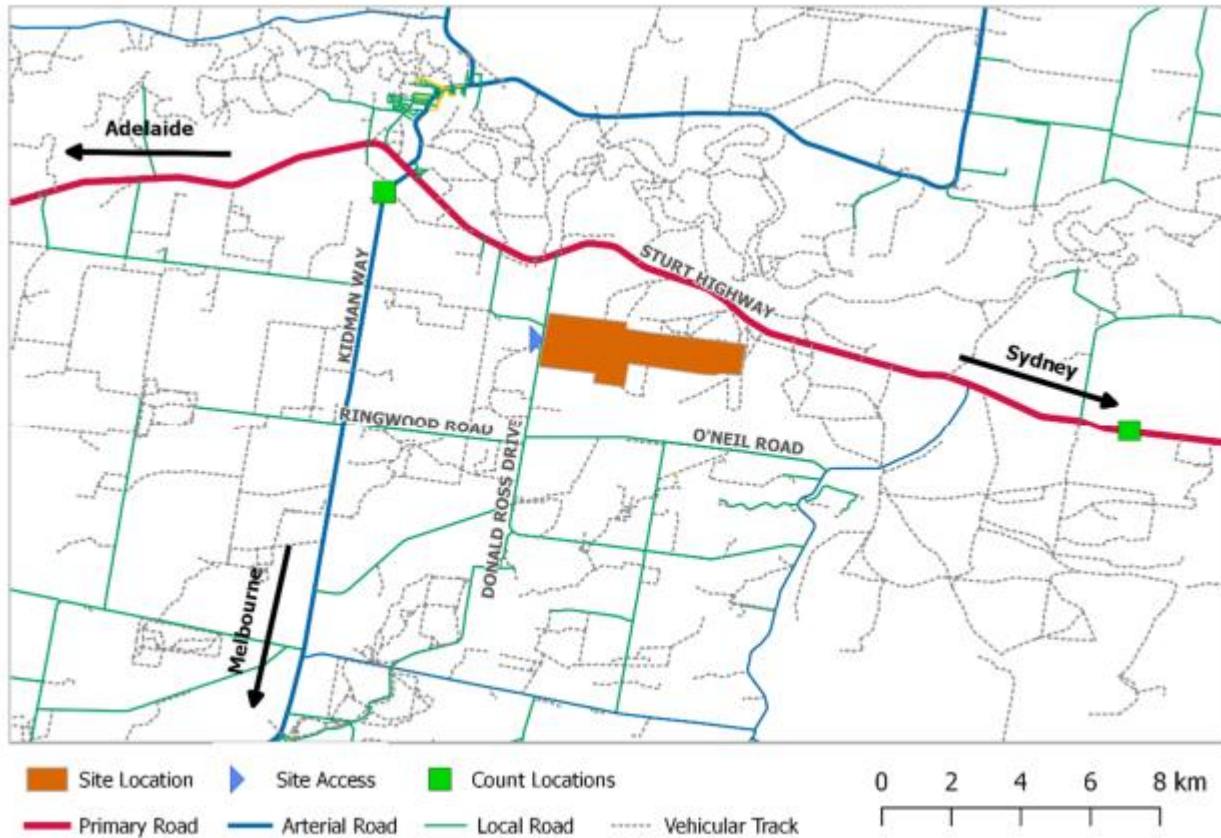 Adelaide
KIDMAN WAY
STURT HIGHWAY
Sydney
RINGWOOD ROAD
O'NEIL ROAD
DONALD ROSS DRIVE
Melbourne
Site Location
Site Access
Count Locations
0 2 4 6 8 km
Primary Road
Arterial Road
Local Road
Vehicular Track